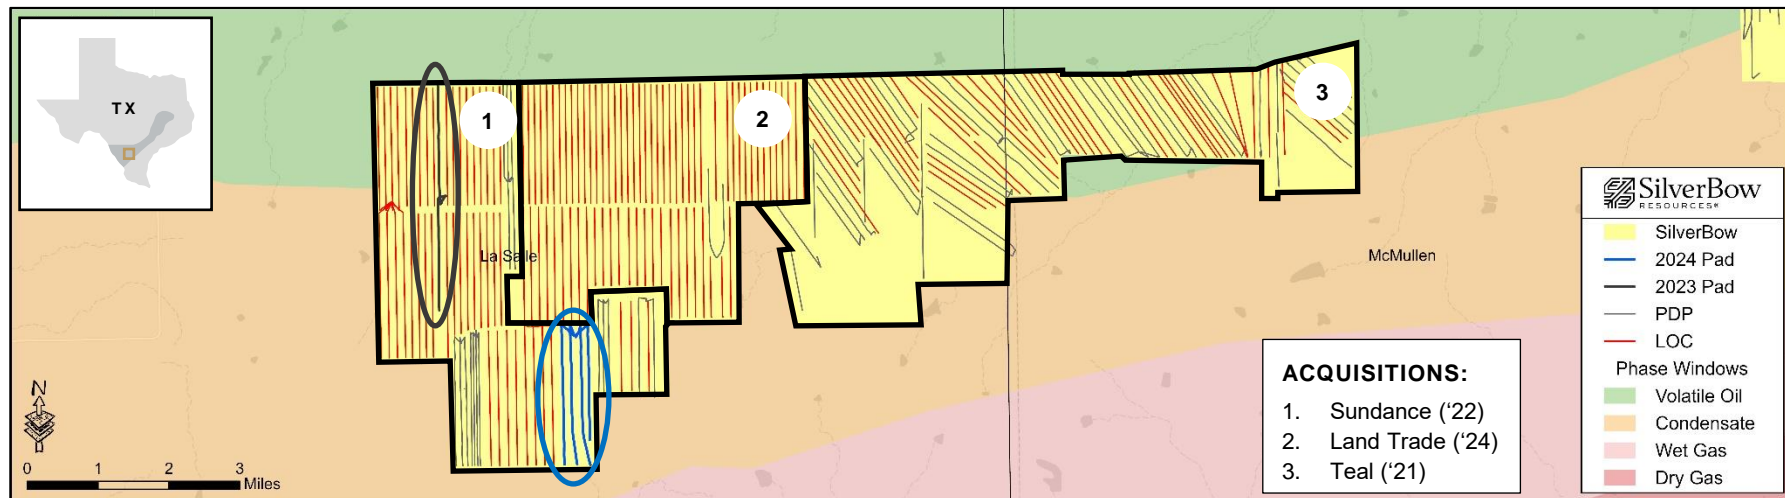 TX
1
2
3
La Salle
McMullen
N
0 1 2 3
Miles
ACQUISITIONS:
1. Sundance (‘22)
2. Land Trade (‘24)
3. Teal (‘21)
SilverBow
RESOURCES
SilverBow
2024 Pad
2023 Pad
PDP
LOC
Phase Windows
Volatile Oil
Condensate
Wet Gas
Dry Gas